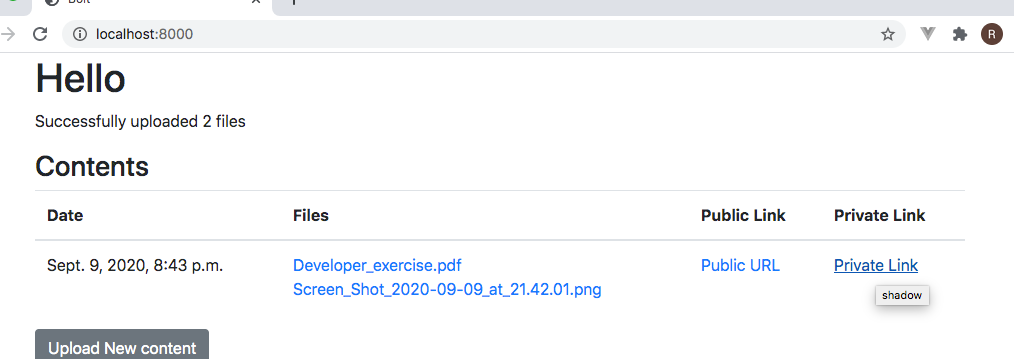 localhost:8000
R
Hello
Successfully uploaded 2 files
Contents
Date Files Public Link Private Link
Sept. 9, 2020, 8:43 p.m. Developer_exercise.pdf Public URL Private Link
Screen_Shot_2020-09-09_at_21.42.01.png
shadow
Upload New content